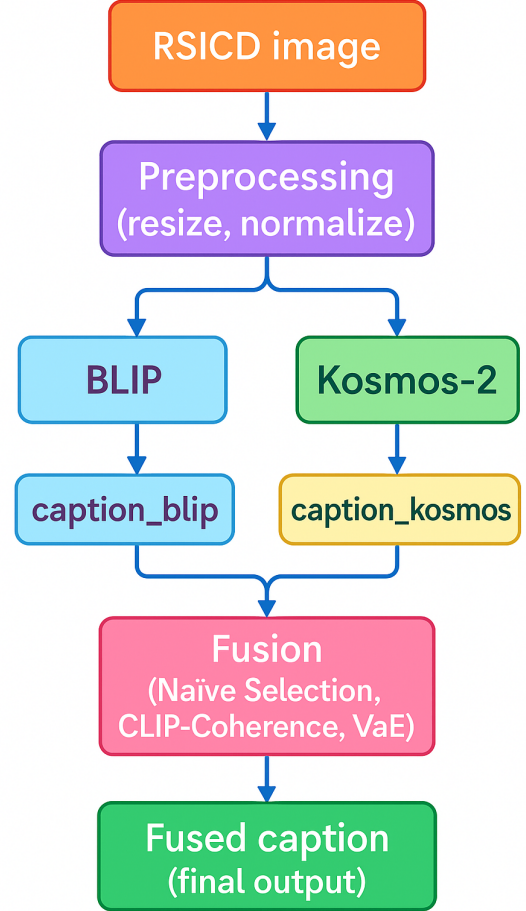 RSICD image
Preprocessing
(resize, normalize)
BLIP
Kosmos-2
caption_blip
caption_kosmos
Fusion
(Naïve Selection,
CLIP-Coherence, VaE)
Fused caption
(final output)